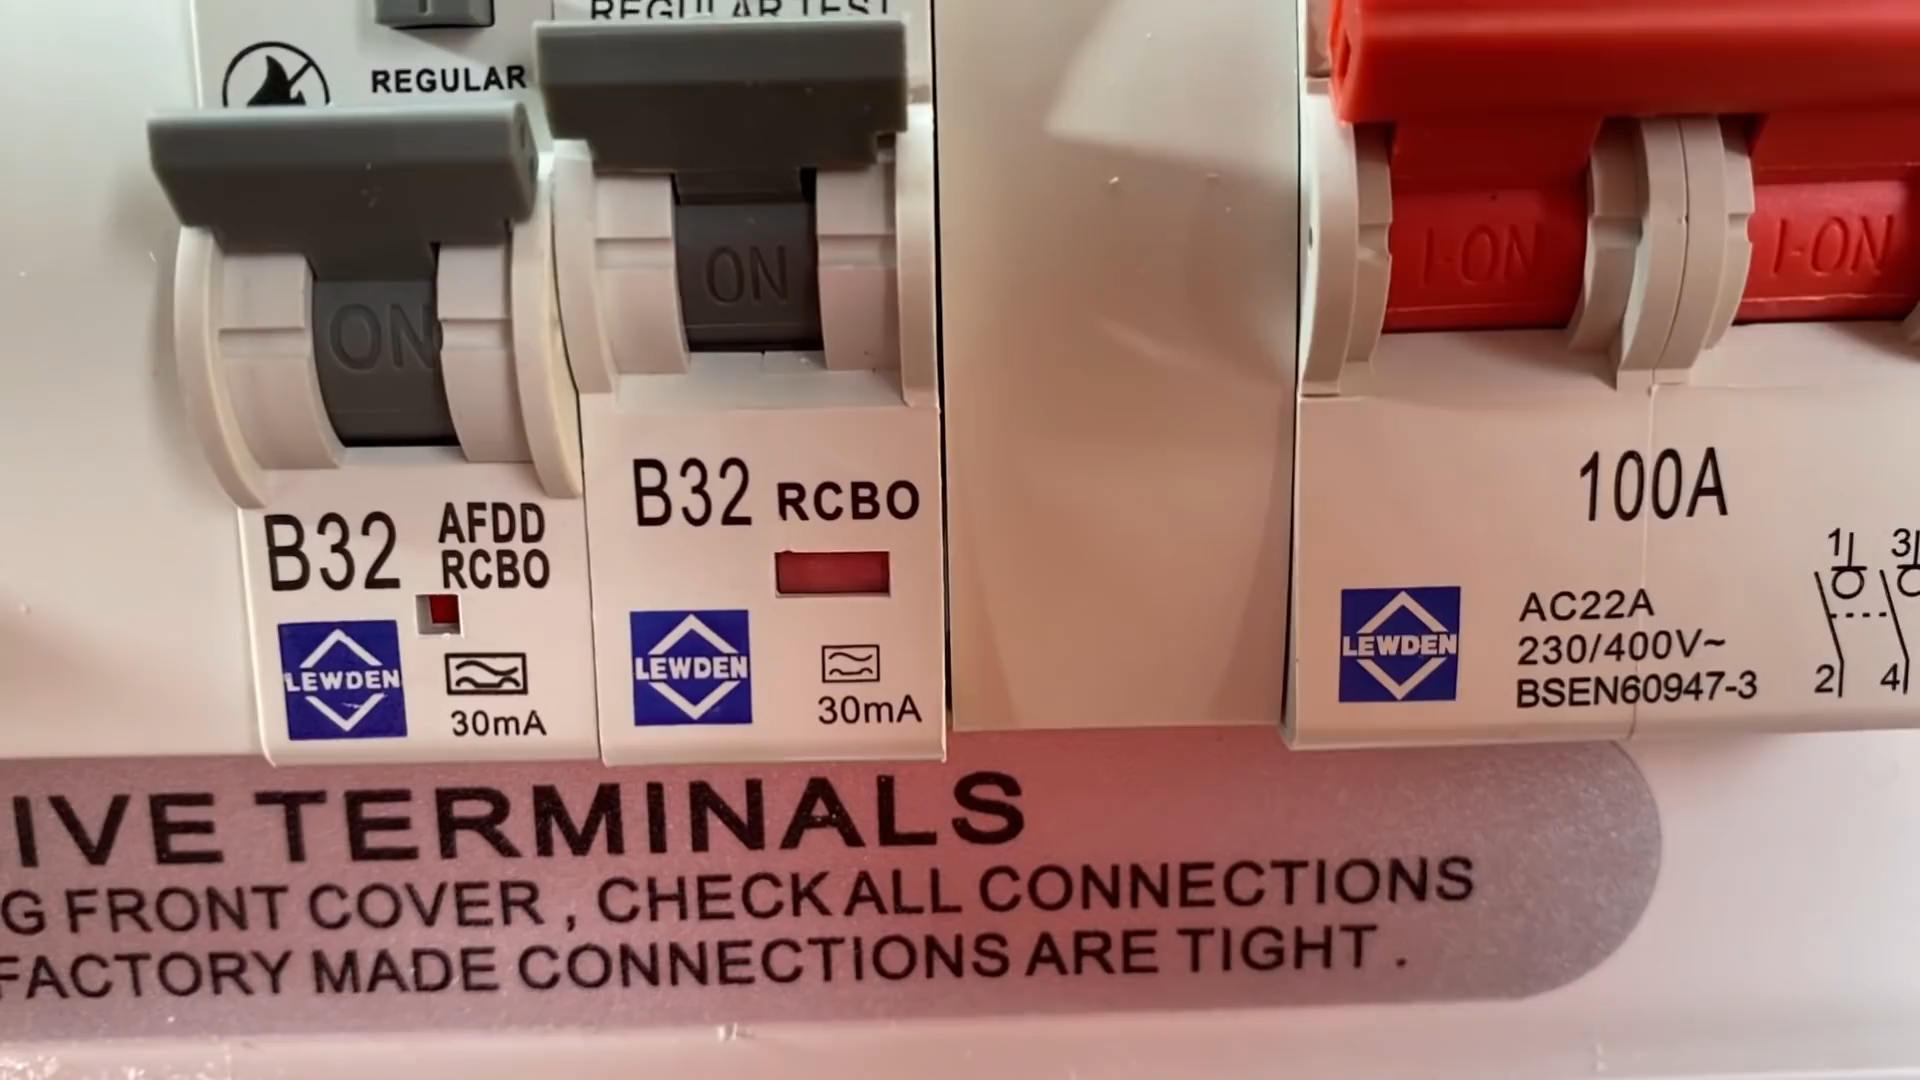 REGULAR TEST
REGULAR
ON
ON
I-ON
I-ON
B32 AFDD
RCBO
LEWDEN
30mA
B32 RCBO
LEWDEN
30mA
100A
LEWDEN
AC22A
230/400V~
BSEN60947-3
1 3
2 4
IVE TERMINALS
G FRONT COVER , CHECK ALL CONNECTIONS
FACTORY MADE CONNECTIONS ARE TIGHT .